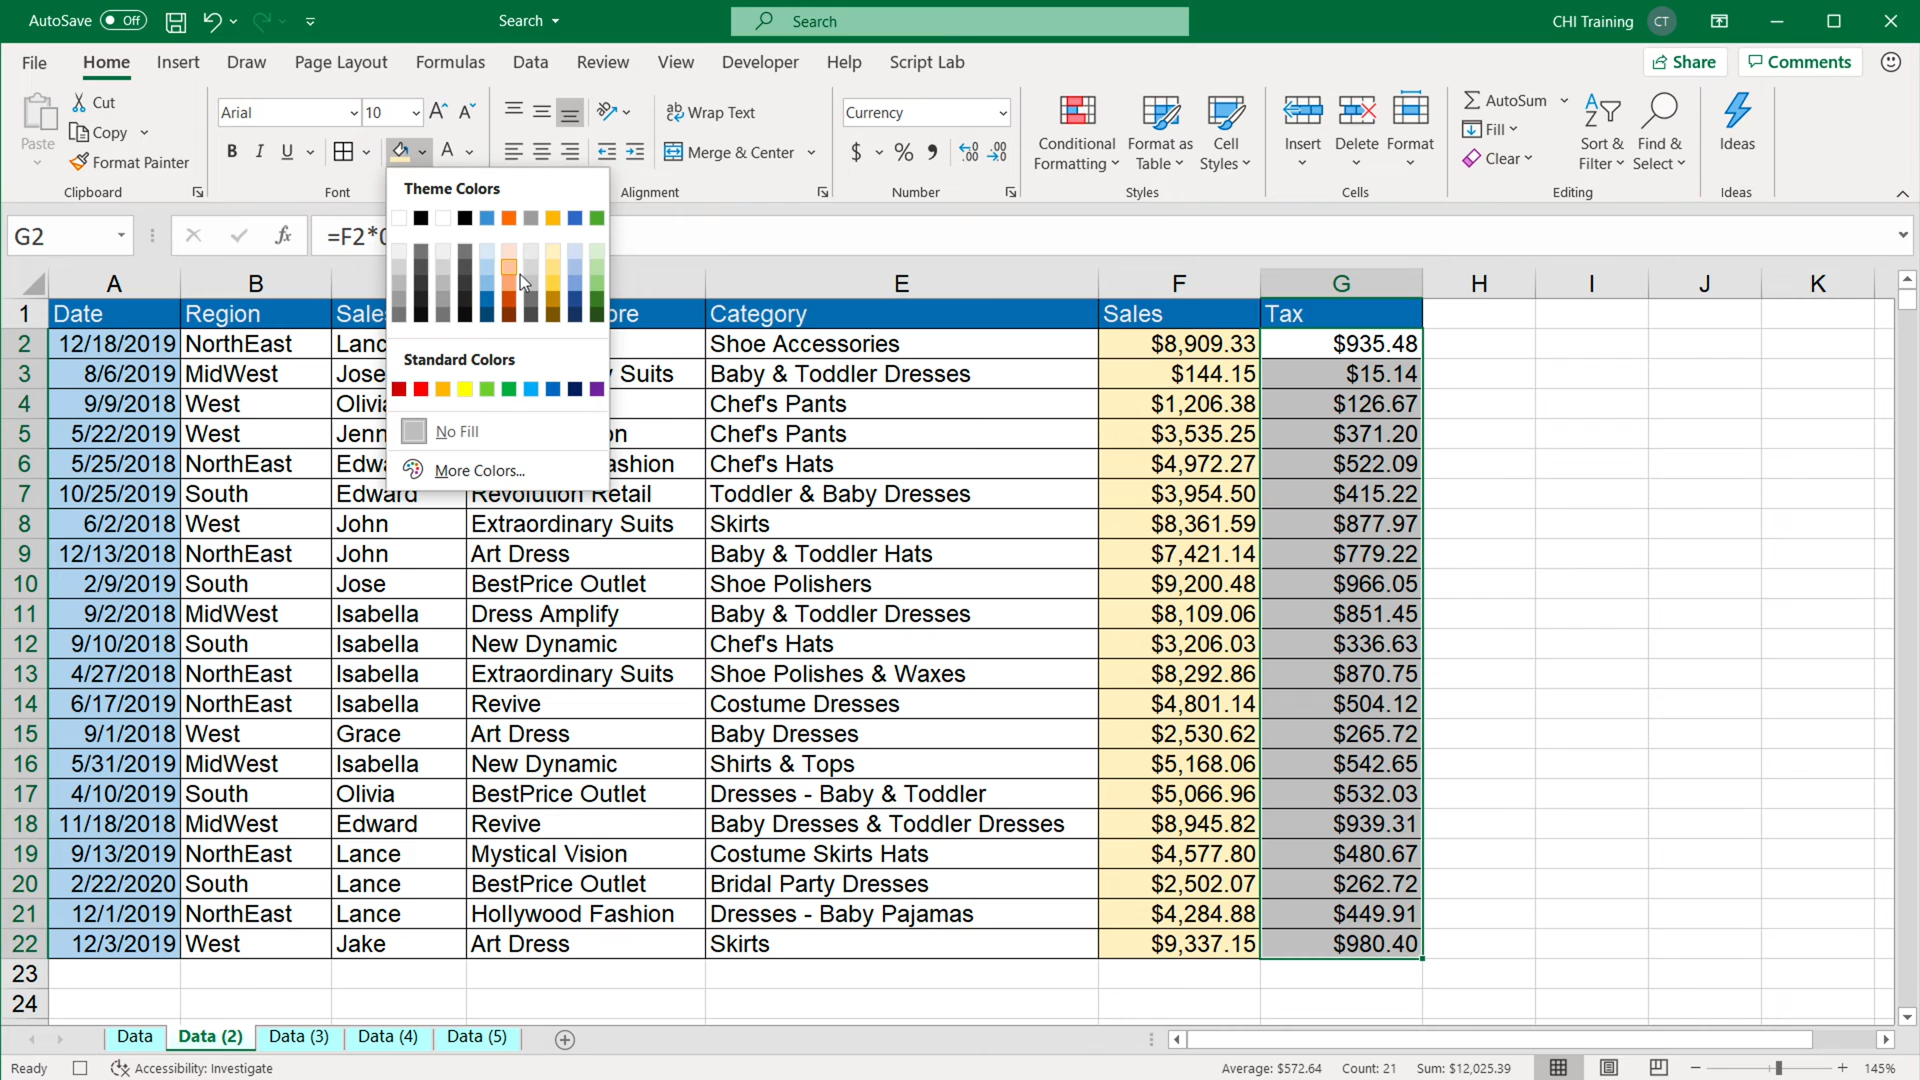 AutoSave Off Search Search CHI Training CT
File Home Insert Draw Page Layout Formulas Data Review View Developer Help Script Lab Share Comments
Paste Cut Copy Format Painter Clipboard
Arial 10 B I U A Font
Wrap Text Merge & Center Alignment
Currency $ % , Number
Conditional Formatting Format as Table Cell Styles Styles
Insert Delete Format Cells
AutoSum Fill Clear Sort & Filter Find & Select Editing
Ideas Ideas
Theme Colors
Standard Colors
No Fill
More Colors...
G2 fx =F2*
A B E F G H I J K
1 Date Region Category Sales Tax
2 12/18/2019 NorthEast Shoe Accessories $8,909.33 $935.48
3 8/6/2019 MidWest Jose Suits Baby & Toddler Dresses $144.15 $15.14
4 9/9/2018 West Chef's Pants $1,206.38 $126.67
5 5/22/2019 West Jenn Chef's Pants $3,535.25 $371.20
6 5/25/2018 NorthEast ashion Chef's Hats $4,972.27 $522.09
7 10/25/2019 South Edward Revolution Retail Toddler & Baby Dresses $3,954.50 $415.22
8 6/2/2018 West John Extraordinary Suits Skirts $8,361.59 $877.97
9 12/13/2018 NorthEast John Art Dress Baby & Toddler Hats $7,421.14 $779.22
10 2/9/2019 South Jose BestPrice Outlet Shoe Polishers $9,200.48 $966.05
11 9/2/2018 MidWest Isabella Dress Amplify Baby & Toddler Dresses $8,109.06 $851.45
12 9/10/2018 South Isabella New Dynamic Chef's Hats $3,206.03 $336.63
13 4/27/2018 NorthEast Isabella Extraordinary Suits Shoe Polishes & Waxes $8,292.86 $870.75
14 6/17/2019 NorthEast Isabella Revive Costume Dresses $4,801.14 $504.12
15 9/1/2018 West Grace Art Dress Baby Dresses $2,530.62 $265.72
16 5/31/2019 MidWest Isabella New Dynamic Shirts & Tops $5,168.06 $542.65
17 4/10/2019 South Olivia BestPrice Outlet Dresses - Baby & Toddler $5,066.96 $532.03
18 11/18/2018 MidWest Edward Revive Baby Dresses & Toddler Dresses $8,945.82 $939.31
19 9/13/2019 NorthEast Lance Mystical Vision Costume Skirts Hats $4,577.80 $480.67
20 2/22/2020 South Lance BestPrice Outlet Bridal Party Dresses $2,502.07 $262.72
21 12/1/2019 NorthEast Lance Hollywood Fashion Dresses - Baby Pajamas $4,284.88 $449.91
22 12/3/2019 West Jake Art Dress Skirts $9,337.15 $980.40
23
24
Data Data (2) Data (3) Data (4) Data (5)
Ready Accessibility: Investigate Average: $572.64 Count: 21 Sum: $12,025.39 145%